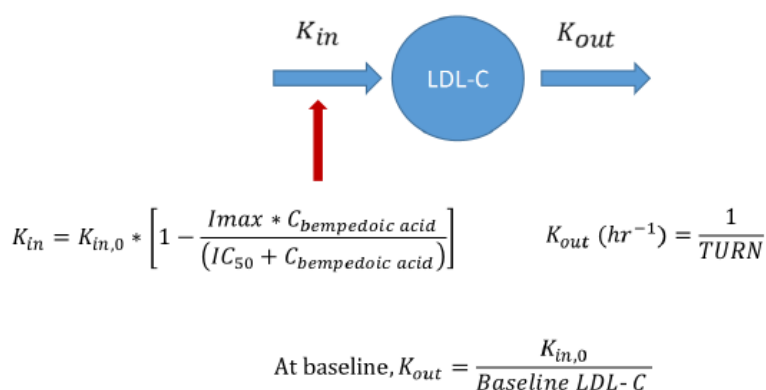 K_in K_out
LDL-C
K_in = K_in,0 * [1 − Imax * C_bempedoic acid / (IC_50 + C_bempedoic acid)] K_out (hr⁻¹) = 1 / TURN
At baseline, K_out = K_in,0 / Baseline LDL- C